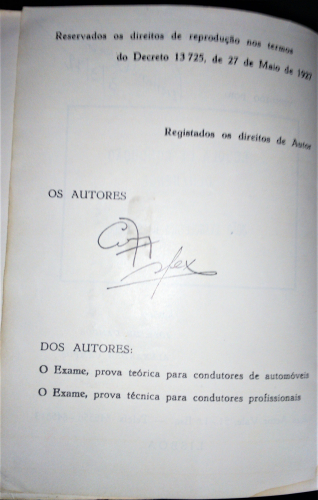 Reservados os direitos de reprodução nos termos
do Decreto 13 725, de 27 de Maio de 1927
Registados os direitos de Autor
OS AUTORES
DOS AUTORES:
O Exame, prova teórica para condutores de automóveis
O Exame, prova técnica para condutores profissionais